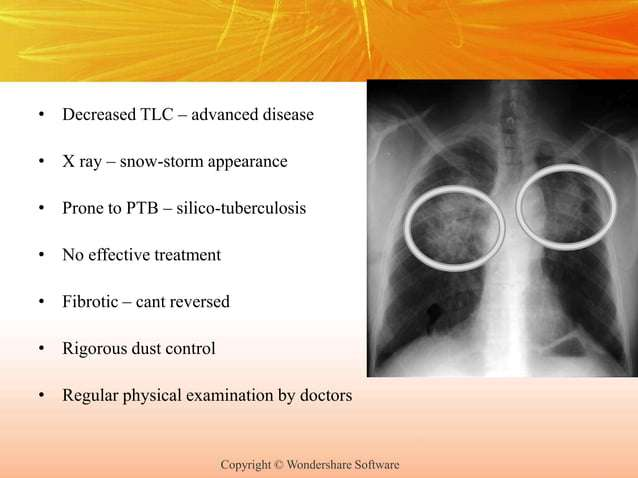 • Decreased TLC – advanced disease
• X ray – snow-storm appearance
• Prone to PTB – silico-tuberculosis
• No effective treatment
• Fibrotic – cant reversed
• Rigorous dust control
• Regular physical examination by doctors
Copyright © Wondershare Software